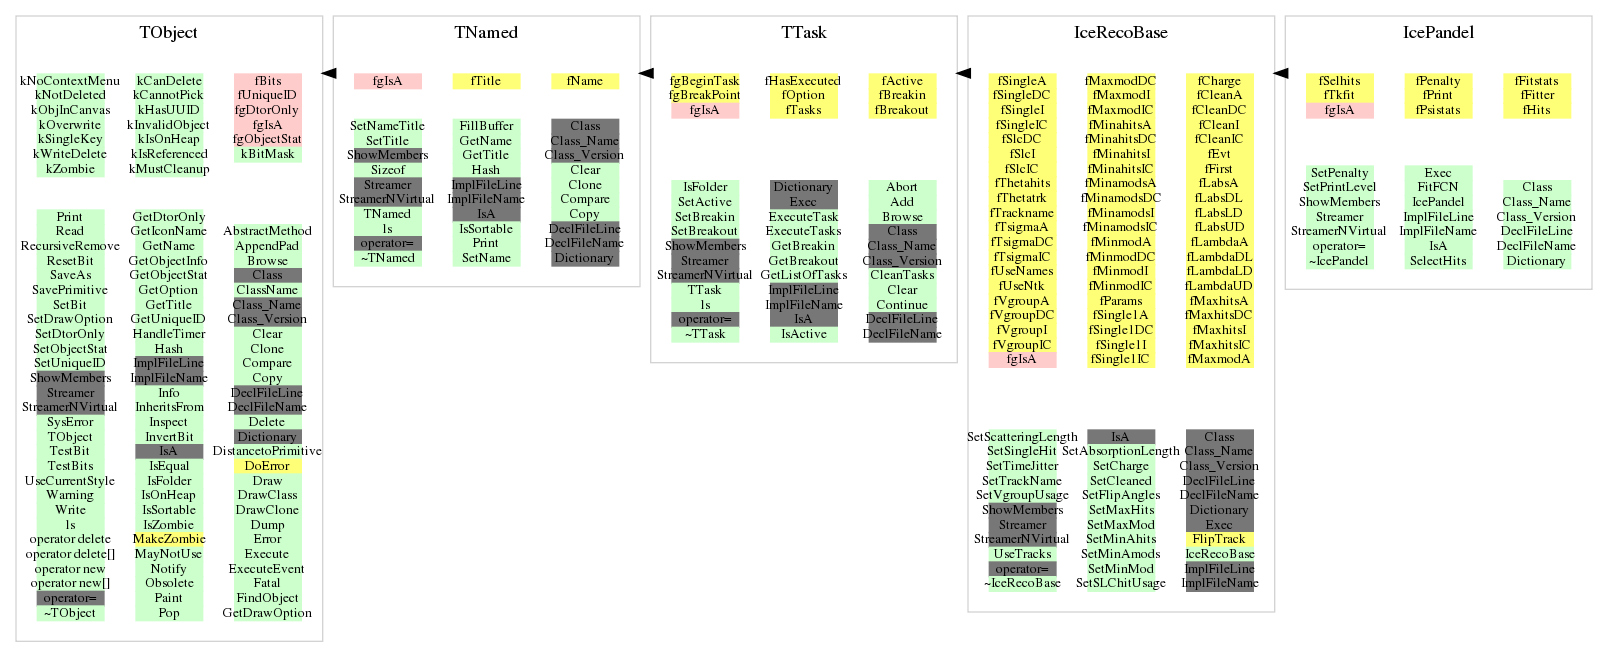 TObject
kNoContextMenu kCanDelete fBits
kNotDeleted kCannotPick fUniqueID
kObjInCanvas kHasUUID fgDtorOnly
kOverwrite kInvalidObject fgIsA
kSingleKey kIsOnHeap fgObjectStat
kWriteDelete kIsReferenced kBitMask
kZombie kMustCleanup
Print GetDtorOnly
Read GetIconName AbstractMethod
RecursiveRemove GetName AppendPad
ResetBit GetObjectInfo Browse
SaveAs GetObjectStat Class
SavePrimitive GetOption ClassName
SetBit GetTitle Class_Name
SetDrawOption GetUniqueID Class_Version
SetDtorOnly HandleTimer Clear
SetObjectStat Hash Clone
SetUniqueID ImplFileLine Compare
ShowMembers ImplFileName Copy
Streamer Info DeclFileLine
StreamerNVirtual InheritsFrom DeclFileName
SysError Inspect Delete
TObject InvertBit Dictionary
TestBit IsA DistancetoPrimitive
TestBits IsEqual DoError
UseCurrentStyle IsFolder Draw
Warning IsOnHeap DrawClass
Write IsSortable DrawClone
ls IsZombie Dump
operator delete MakeZombie Error
operator delete[] MayNotUse Execute
operator new Notify ExecuteEvent
operator new[] Obsolete Fatal
operator= Paint FindObject
~TObject Pop GetDrawOption
TNamed
fgIsA fTitle fName
SetNameTitle FillBuffer Class
SetTitle GetName Class_Name
ShowMembers GetTitle Class_Version
Sizeof Hash Clear
Streamer ImplFileLine Clone
StreamerNVirtual ImplFileName Compare
TNamed IsA Copy
ls IsSortable DeclFileLine
operator= Print DeclFileName
~TNamed SetName Dictionary
TTask
fgBeginTask fHasExecuted fActive
fgBreakPoint fOption fBreakin
fgIsA fTasks fBreakout
IsFolder Dictionary Abort
SetActive Exec Add
SetBreakin ExecuteTask Browse
SetBreakout ExecuteTasks Class
ShowMembers GetBreakin Class_Name
Streamer GetBreakout Class_Version
StreamerNVirtual GetListOfTasks CleanTasks
TTask ImplFileLine Clear
ls ImplFileName Continue
operator= IsA DeclFileLine
~TTask IsActive DeclFileName
IceRecoBase
fSingleA fMaxmodDC fCharge
fSingleDC fMaxmodI fCleanA
fSingleI fMaxmodIC fCleanDC
fSingleIC fMinahitsA fCleanI
fSlcDC fMinahitsDC fCleanIC
fSlcI fMinahitsI fEvt
fSlcIC fMinahitsIC fFirst
fThetahits fMinamodsA fLabsA
fThetatrk fMinamodsDC fLabsDL
fTrackname fMinamodsI fLabsLD
fTsigmaA fMinamodsIC fLabsUD
fTsigmaDC fMinmodA fLambdaA
fTsigmaIC fMinmodDC fLambdaDL
fUseNames fMinmodI fLambdaLD
fUseNtk fMinmodIC fLambdaUD
fVgroupA fParams fMaxhitsA
fVgroupDC fSingle1A fMaxhitsDC
fVgroupI fSingle1DC fMaxhitsI
fVgroupIC fSingle1I fMaxhitsIC
fgIsA fSingle1IC fMaxmodA
SetScatteringLength IsA Class
SetSingleHit SetAbsorptionLength Class_Name
SetTimeJitter SetCharge Class_Version
SetTrackName SetCleaned DeclFileLine
SetVgroupUsage SetFlipAngles DeclFileName
ShowMembers SetMaxHits Dictionary
Streamer SetMaxMod Exec
StreamerNVirtual SetMinAhits FlipTrack
UseTracks SetMinAmods IceRecoBase
operator= SetMinMod ImplFileLine
~IceRecoBase SetSLChitUsage ImplFileName
IcePandel
fSelhits fPenalty fFitstats
fTkfit fPrint fFitter
fgIsA fPsistats fHits
SetPenalty Exec
SetPrintLevel FitFCN Class
ShowMembers IcePandel Class_Name
Streamer ImplFileLine Class_Version
StreamerNVirtual ImplFileName DeclFileLine
operator= IsA DeclFileName
~IcePandel SelectHits Dictionary